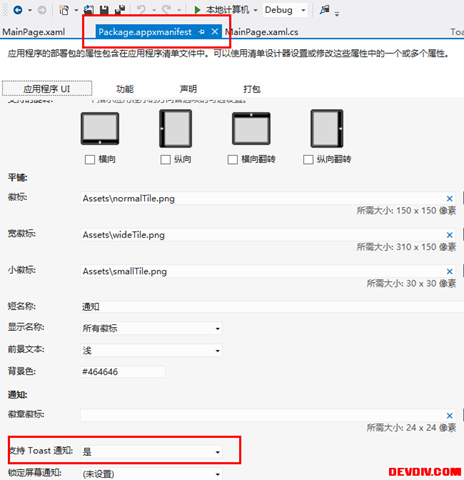 本地计算机 Debug
MainPage.xaml Package.appxmanifest MainPage.xaml.cs Toa
应用程序的部署包的属性包含在应用程序清单文件中。可以使用清单设计器设置或修改这些属性中的一个或多个属性。
应用程序 UI 功能 声明 打包
横向 纵向 横向翻转 纵向翻转
平铺:
徽标: Assets\normalTile.png
所需大小: 150 x 150 像素
宽徽标: Assets\wideTile.png
所需大小: 310 x 150 像素
小徽标: Assets\smallTile.png
所需大小: 30 x 30 像素
短名称: 通知
显示名称: 所有徽标
前景文本: 浅
背景色: #464646
通知:
徽章徽标:
所需大小: 24 x 24 像素
支持 Toast 通知: 是
锁定屏幕通知: (未设置)
DEVDIV.COM